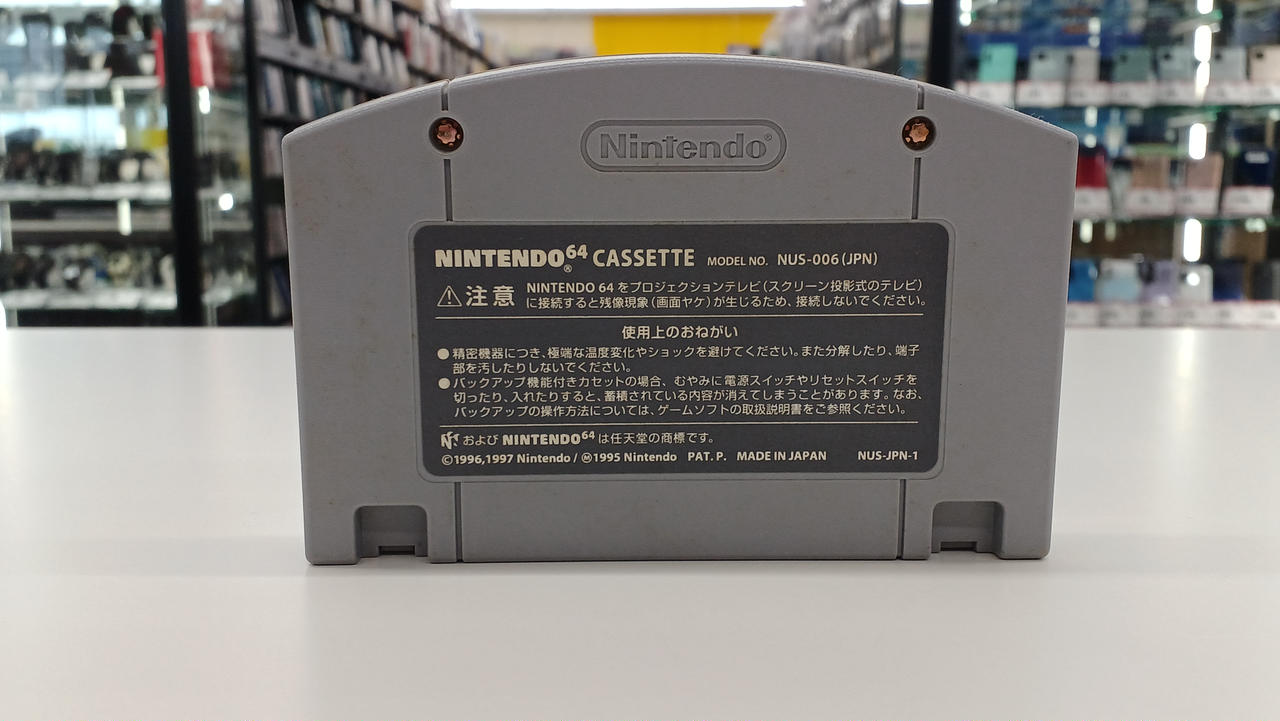 Nintendo®
NINTENDO64® CASSETTE MODEL NO. NUS-006(JPN)
⚠注意 NINTENDO 64 をプロジェクションテレビ(スクリーン投影式のテレビ)
に接続すると残像現象(画面ヤケ)が生じるため、接続しないでください。
使用上のおねがい
●精密機器につき、極端な温度変化やショックを避けてください。また分解したり、端子
部を汚したりしないでください。
●バックアップ機能付きカセットの場合、むやみに電源スイッチやリセットスイッチを
切ったり、入れたりすると、蓄積されている内容が消えてしまうことがあります。なお、
バックアップの操作方法については、ゲームソフトの取扱説明書をご参照ください。
および NINTENDO64 は任天堂の商標です。
©1996,1997 Nintendo / Ⓜ1995 Nintendo PAT. P. MADE IN JAPAN NUS-JPN-1